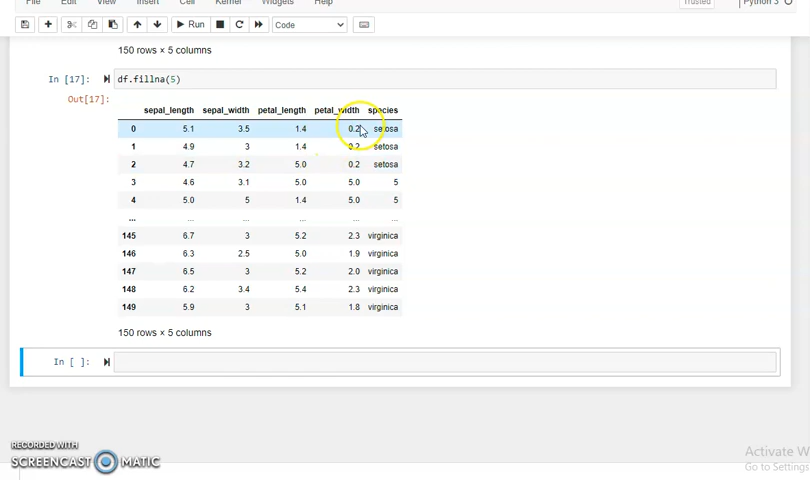 File Edit View Insert Cell Kernel Widgets Help Trusted Python 3
Run Code
150 rows × 5 columns
In [17]: df.fillna(5)
Out[17]:
sepal_length sepal_width petal_length petal_width species
0 5.1 3.5 1.4 0.2 setosa
1 4.9 3 1.4 0.2 setosa
2 4.7 3.2 5.0 0.2 setosa
3 4.6 3.1 5.0 5.0 5
4 5.0 5 1.4 5.0 5
... ... ... ... ... ...
145 6.7 3 5.2 2.3 virginica
146 6.3 2.5 5.0 1.9 virginica
147 6.5 3 5.2 2.0 virginica
148 6.2 3.4 5.4 2.3 virginica
149 5.9 3 5.1 1.8 virginica
150 rows × 5 columns
In [ ]:
RECORDED WITH
SCREENCAST MATIC
Activate W
Go to Settings